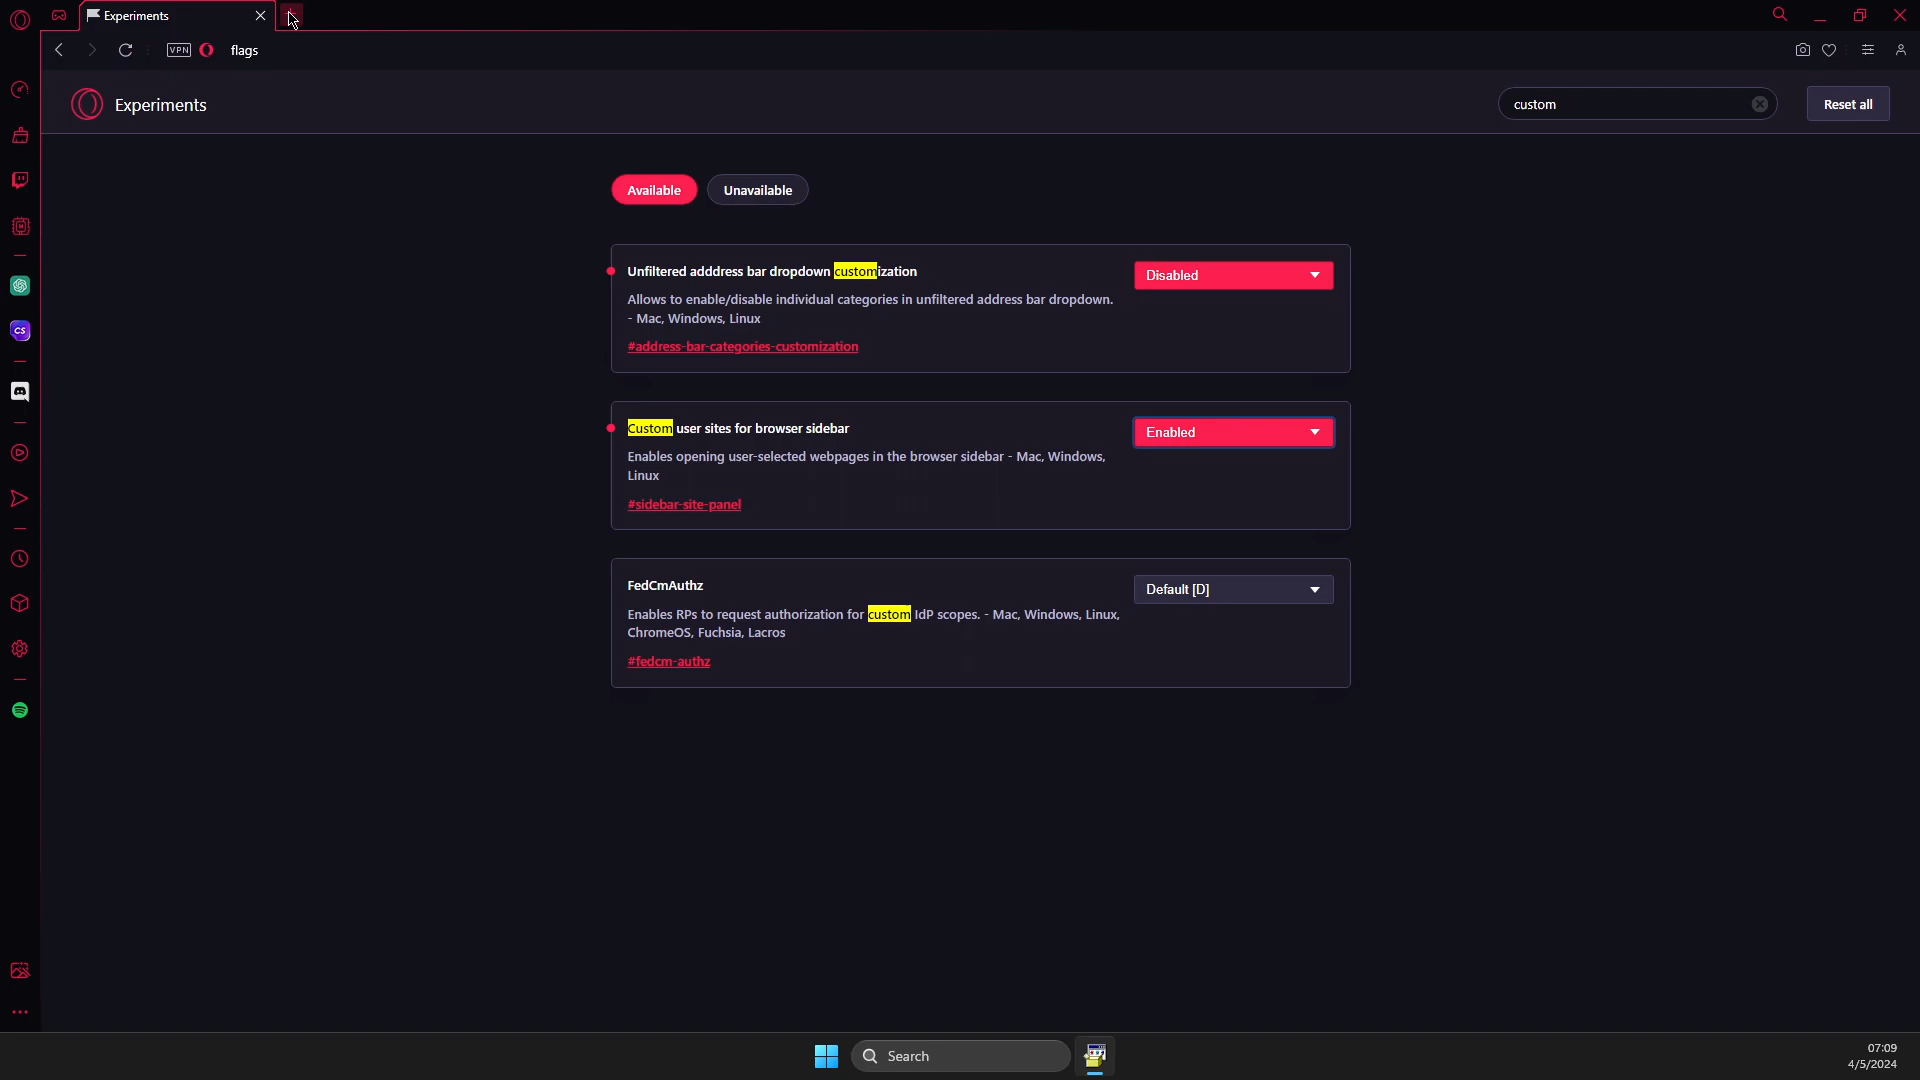 Experiments
VPN
flags
Experiments
custom
Reset all
Available
Unavailable
Unfiltered adddress bar dropdown customization
Disabled
Allows to enable/disable individual categories in unfiltered address bar dropdown.
- Mac, Windows, Linux
#address-bar-categories-customization
Custom user sites for browser sidebar
Enabled
Enables opening user-selected webpages in the browser sidebar - Mac, Windows,
Linux
#sidebar-site-panel
FedCmAuthz
Default [D]
Enables RPs to request authorization for custom IdP scopes. - Mac, Windows, Linux,
ChromeOS, Fuchsia, Lacros
#fedcm-authz
CS
Search
07:09
4/5/2024